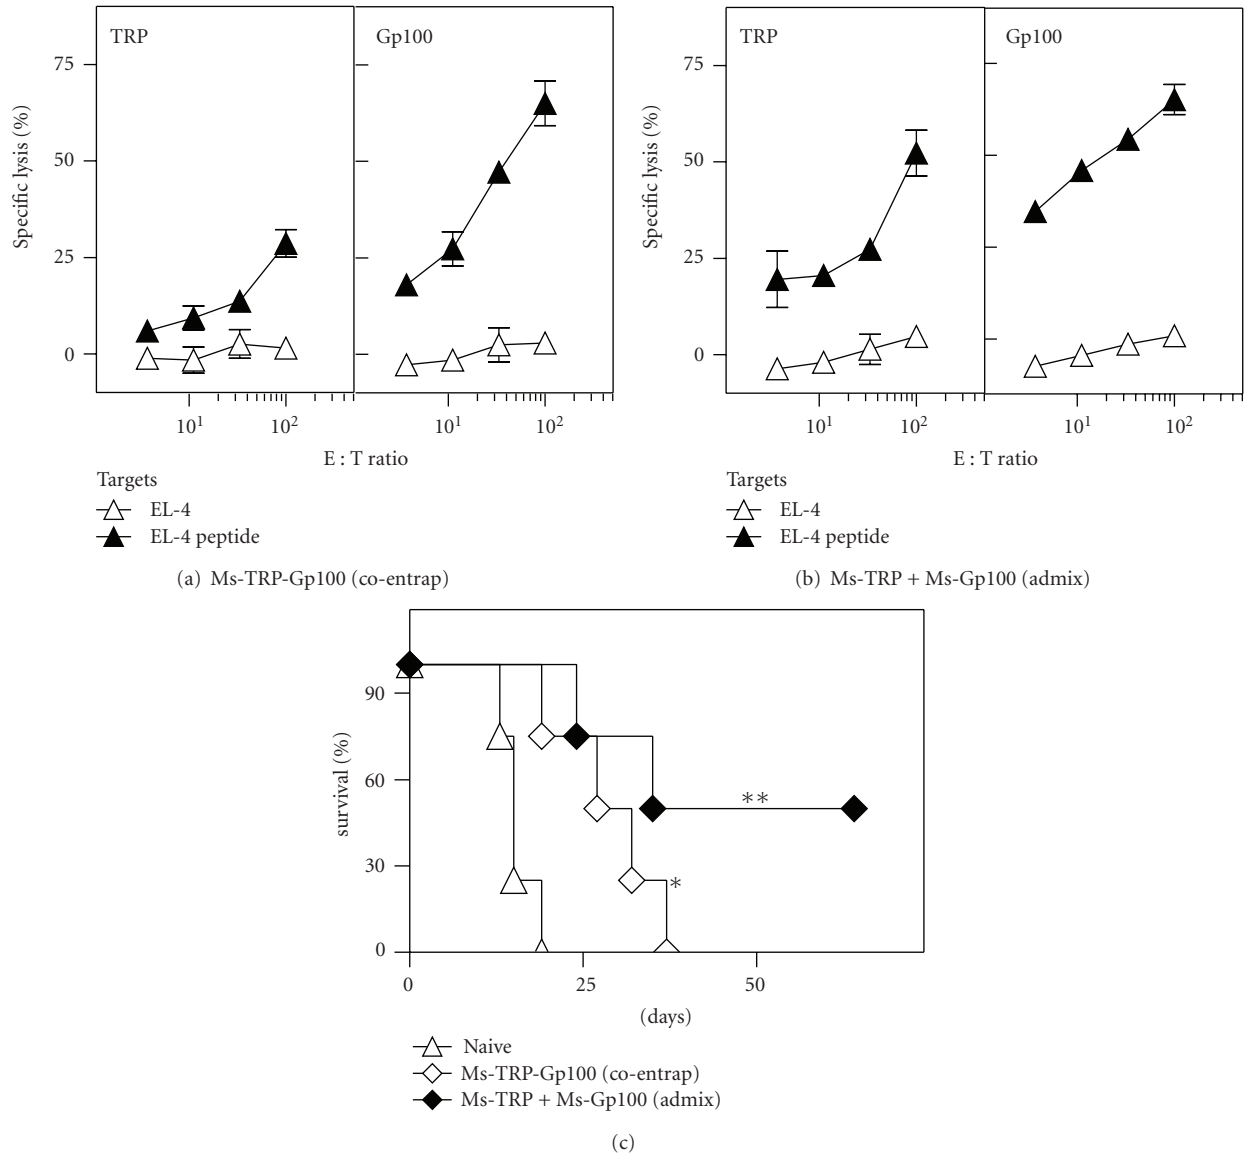 TRP
Gp100
75
50
25
0
Specific lysis (%)
10¹
10²
10¹
10²
E : T ratio
Targets
EL-4
EL-4 peptide
(a) Ms-TRP-Gp100 (co-entrap)
TRP
Gp100
75
50
25
0
Specific lysis (%)
10¹
10²
10¹
10²
E : T ratio
Targets
EL-4
EL-4 peptide
(b) Ms-TRP + Ms-Gp100 (admix)
90
60
30
0
survival (%)
**
*
0
25
50
(days)
Naive
Ms-TRP-Gp100 (co-entrap)
Ms-TRP + Ms-Gp100 (admix)
(c)